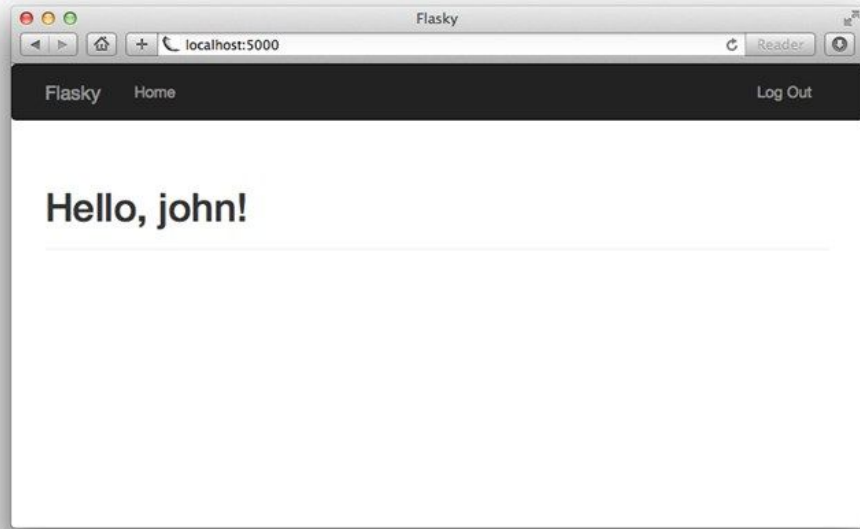 Flasky
localhost:5000
Reader
Flasky Home Log Out
Hello, john!